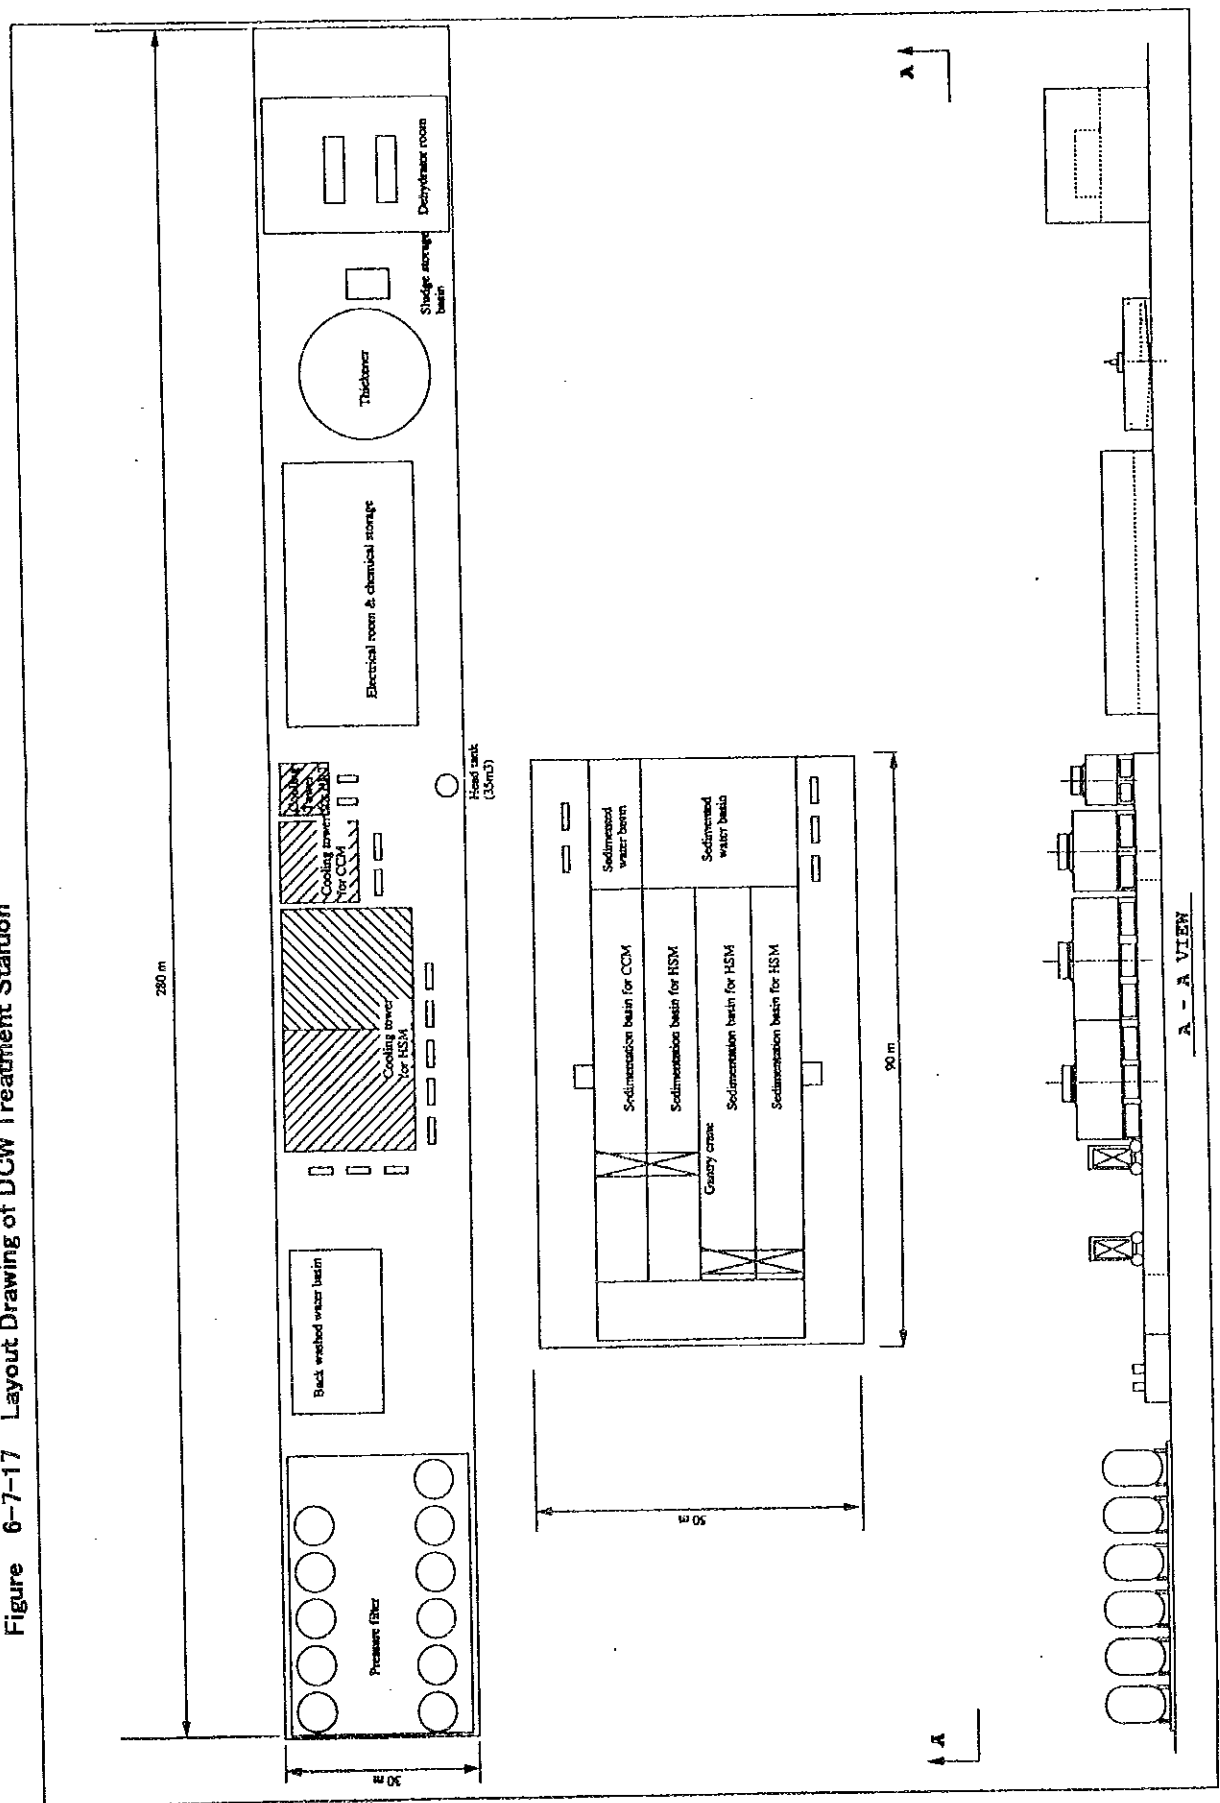 Figure 6-7-17 Layout Drawing of DCW Treatment Station
280 m
30 m
Pressure filter
Back washed water basin
Cooling tower
for HSM
Cooling tower
for CCM
Cooling
Tower
Head tank
(35m3)
Electrical room & chemical storage
Thickener
Sludge storage
basin
Dehydrator room
50 m
90 m
Gantry crane
Sedimentation basin for CCM
Sedimentation basin for HSM
Sedimentation basin for HSM
Sedimentation basin for HSM
Sedimented
water basin
Sedimented
water basin
A
A
A - A VIEW